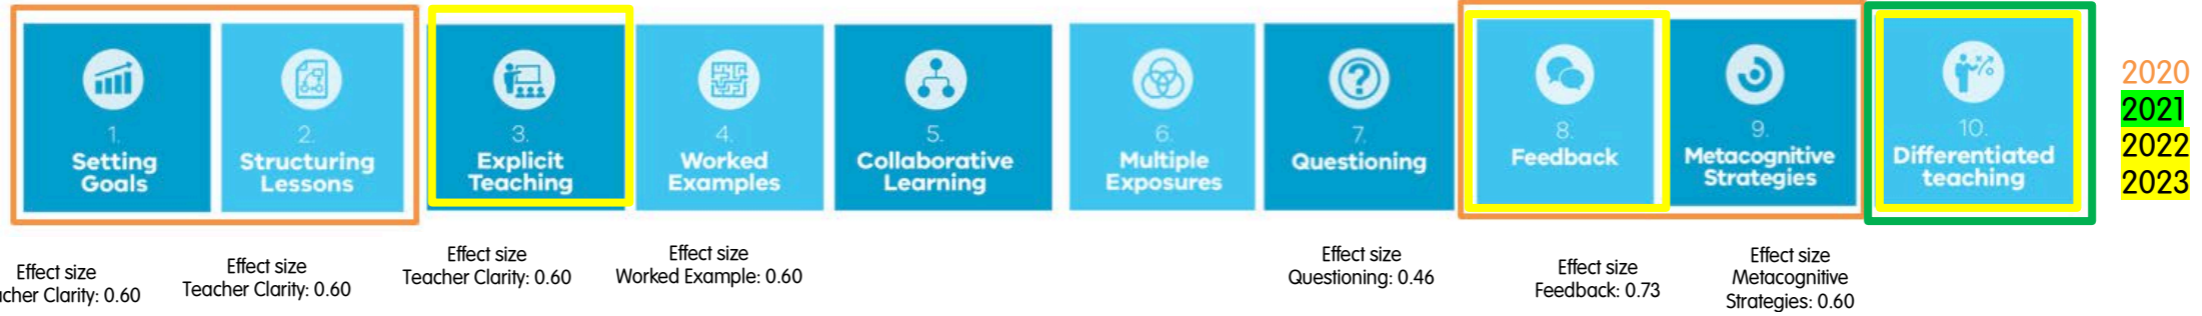 1.
Setting
Goals
2.
Structuring
Lessons
3.
Explicit
Teaching
4.
Worked
Examples
5.
Collaborative
Learning
6.
Multiple
Exposures
7.
Questioning
8.
Feedback
9.
Metacognitive
Strategies
10.
Differentiated
teaching
2020
2021
2022
2023
Effect size
acher Clarity: 0.60
Effect size
Teacher Clarity: 0.60
Effect size
Teacher Clarity: 0.60
Effect size
Worked Example: 0.60
Effect size
Questioning: 0.46
Effect size
Feedback: 0.73
Effect size
Metacognitive
Strategies: 0.60